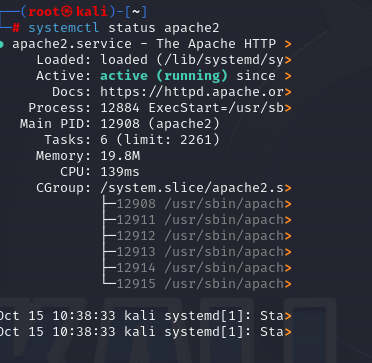 ┌──(root㉿kali)-[~]
└─# systemctl status apache2
● apache2.service - The Apache HTTP >
Loaded: loaded (/lib/systemd/sy>
Active: active (running) since >
Docs: https://httpd.apache.or>
Process: 12884 ExecStart=/usr/sb>
Main PID: 12908 (apache2)
Tasks: 6 (limit: 2261)
Memory: 19.8M
CPU: 139ms
CGroup: /system.slice/apache2.s>
├─12908 /usr/sbin/apach>
├─12911 /usr/sbin/apach>
├─12912 /usr/sbin/apach>
├─12913 /usr/sbin/apach>
├─12914 /usr/sbin/apach>
└─12915 /usr/sbin/apach>
Oct 15 10:38:33 kali systemd[1]: Sta>
Oct 15 10:38:33 kali systemd[1]: Sta>